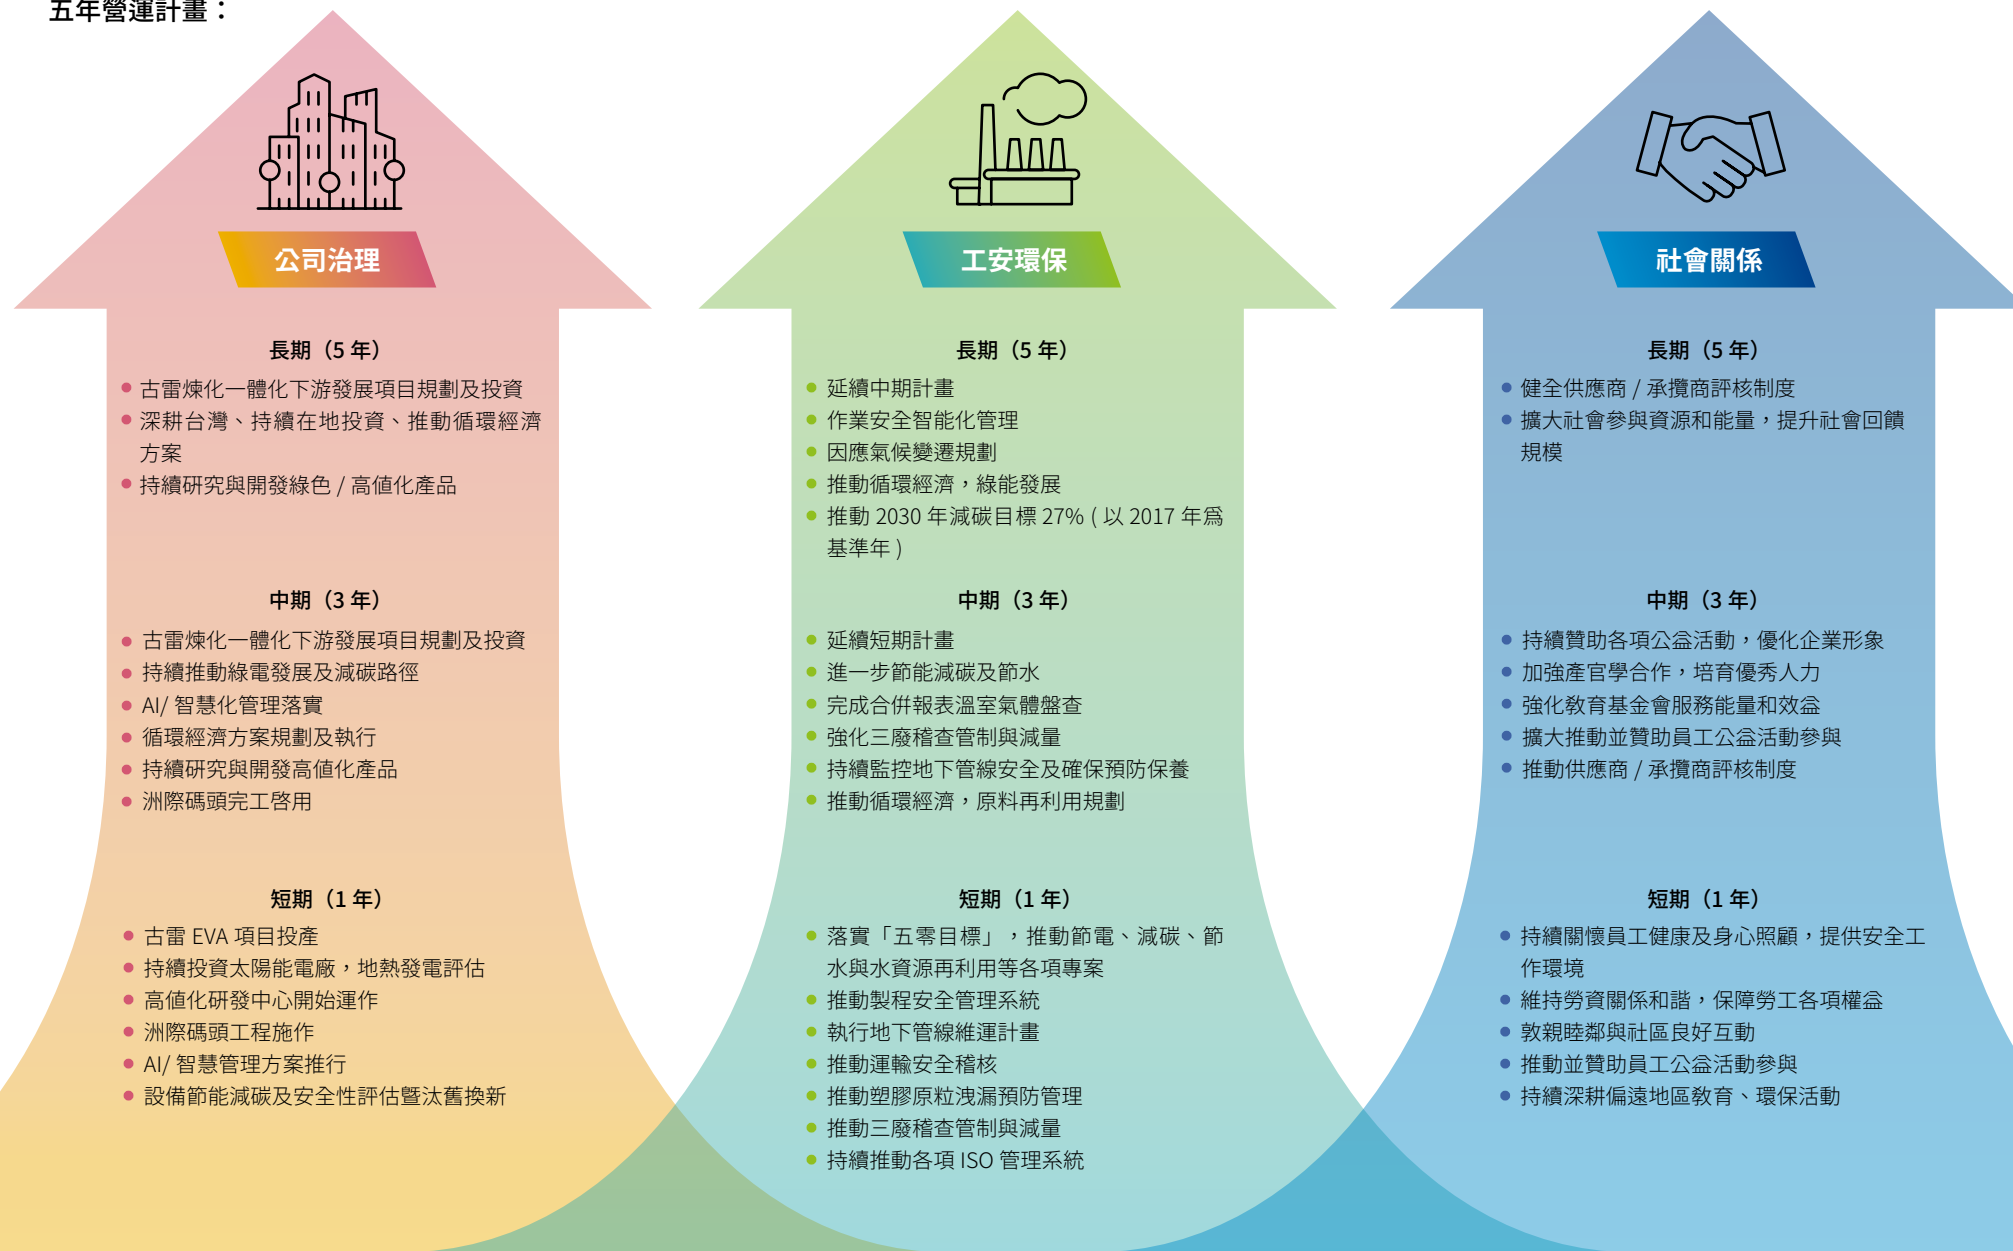 五年營運計畫：
公司治理
長期（5 年）
古雷煉化一體化下游發展項目規劃及投資
深耕台灣、持續在地投資、推動循環經濟
方案
持續研究與開發綠色 / 高值化產品
中期（3 年）
古雷煉化一體化下游發展項目規劃及投資
持續推動綠電發展及減碳路徑
AI/ 智慧化管理落實
循環經濟方案規劃及執行
持續研究與開發高值化產品
洲際碼頭完工啓用
短期（1 年）
古雷 EVA 項目投產
持續投資太陽能電廠，地熱發電評估
高值化研發中心開始運作
洲際碼頭工程施作
AI/ 智慧管理方案推行
設備節能減碳及安全性評估暨汰舊換新
工安環保
長期（5 年）
延續中期計畫
作業安全智能化管理
因應氣候變遷規劃
推動循環經濟，綠能發展
推動 2030 年減碳目標 27% ( 以 2017 年爲
基準年 )
中期（3 年）
延續短期計畫
進一步節能減碳及節水
完成合併報表溫室氣體盤查
強化三廢稽查管制與減量
持續監控地下管線安全及確保預防保養
推動循環經濟，原料再利用規劃
短期（1 年）
落實「五零目標」，推動節電、減碳、節
水與水資源再利用等各項專案
推動製程安全管理系統
執行地下管線維運計畫
推動運輸安全稽核
推動塑膠原粒洩漏預防管理
推動三廢稽查管制與減量
持續推動各項 ISO 管理系統
社會關係
長期（5 年）
健全供應商 / 承攬商評核制度
擴大社會參與資源和能量，提升社會回饋
規模
中期（3 年）
持續贊助各項公益活動，優化企業形象
加強產官學合作，培育優秀人力
強化教育基金會服務能量和效益
擴大推動並贊助員工公益活動參與
推動供應商 / 承攬商評核制度
短期（1 年）
持續關懷員工健康及身心照顧，提供安全工
作環境
維持勞資關係和諧，保障勞工各項權益
敦親睦鄰與社區良好互動
推動並贊助員工公益活動參與
持續深耕偏遠地區教育、環保活動